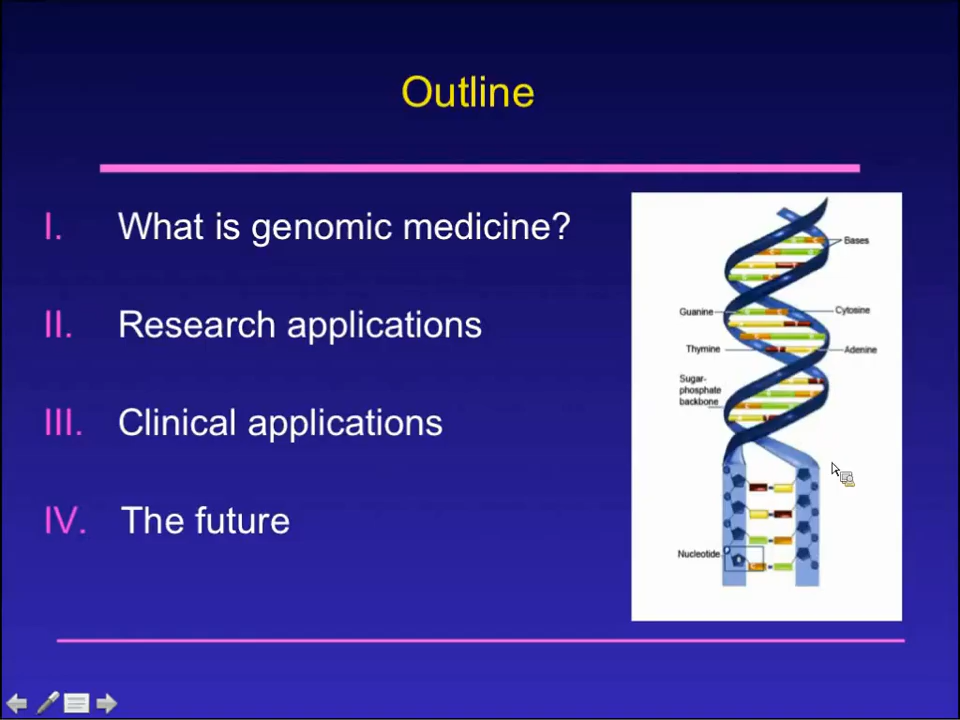 Outline
I. What is genomic medicine?
II. Research applications
III. Clinical applications
IV. The future
Bases
Guanine
Cytosine
Thymine
Adenine
Sugar-
phosphate
backbone
Nucleotide